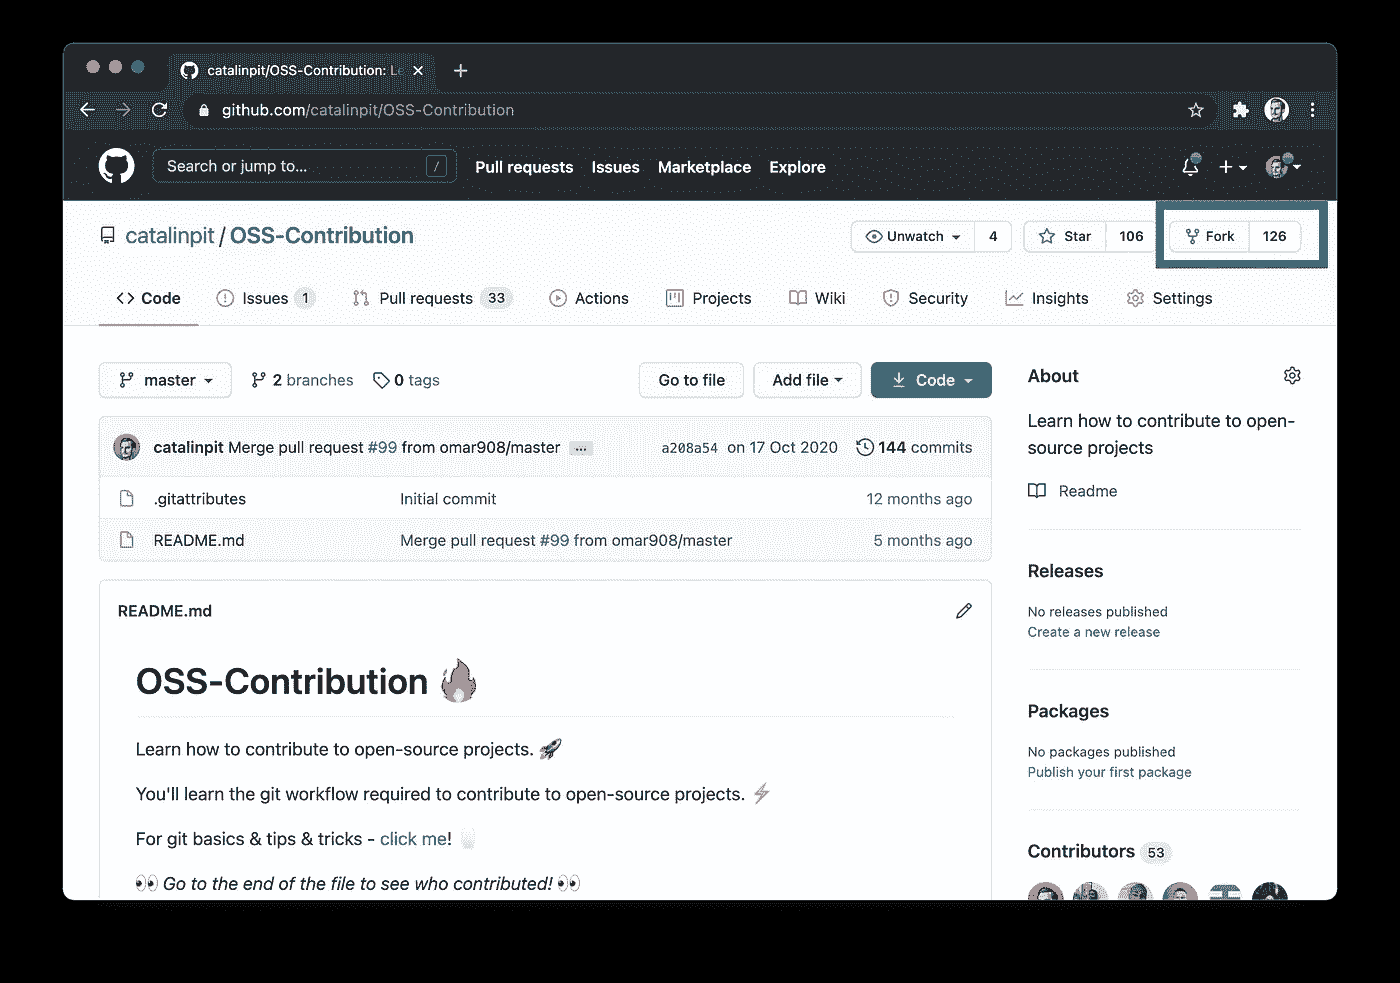 catalinpit/OSS-Contribution: Le
github.com/catalinpit/OSS-Contribution
Search or jump to... / Pull requests Issues Marketplace Explore
catalinpit / OSS-Contribution Unwatch 4 Star 106 Fork 126
Code Issues 1 Pull requests 33 Actions Projects Wiki Security Insights Settings
master 2 branches 0 tags Go to file Add file Code
About
Learn how to contribute to open-
source projects
Readme
catalinpit Merge pull request #99 from omar908/master ... a208a54 on 17 Oct 2020 144 commits
.gitattributes Initial commit 12 months ago
README.md Merge pull request #99 from omar908/master 5 months ago
Releases
No releases published
Create a new release
README.md
OSS-Contribution
Learn how to contribute to open-source projects.
You'll learn the git workflow required to contribute to open-source projects.
For git basics & tips & tricks - click me!
Go to the end of the file to see who contributed!
Packages
No packages published
Publish your first package
Contributors 53